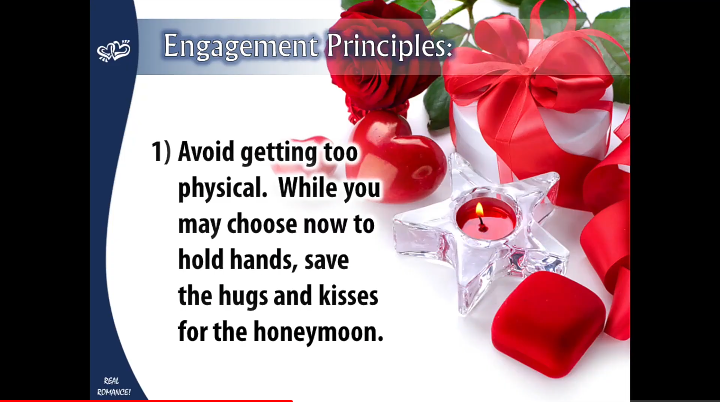 Engagement Principles:
1) Avoid getting too
physical. While you
may choose now to
hold hands, save
the hugs and kisses
for the honeymoon.
REAL
ROMANCE!